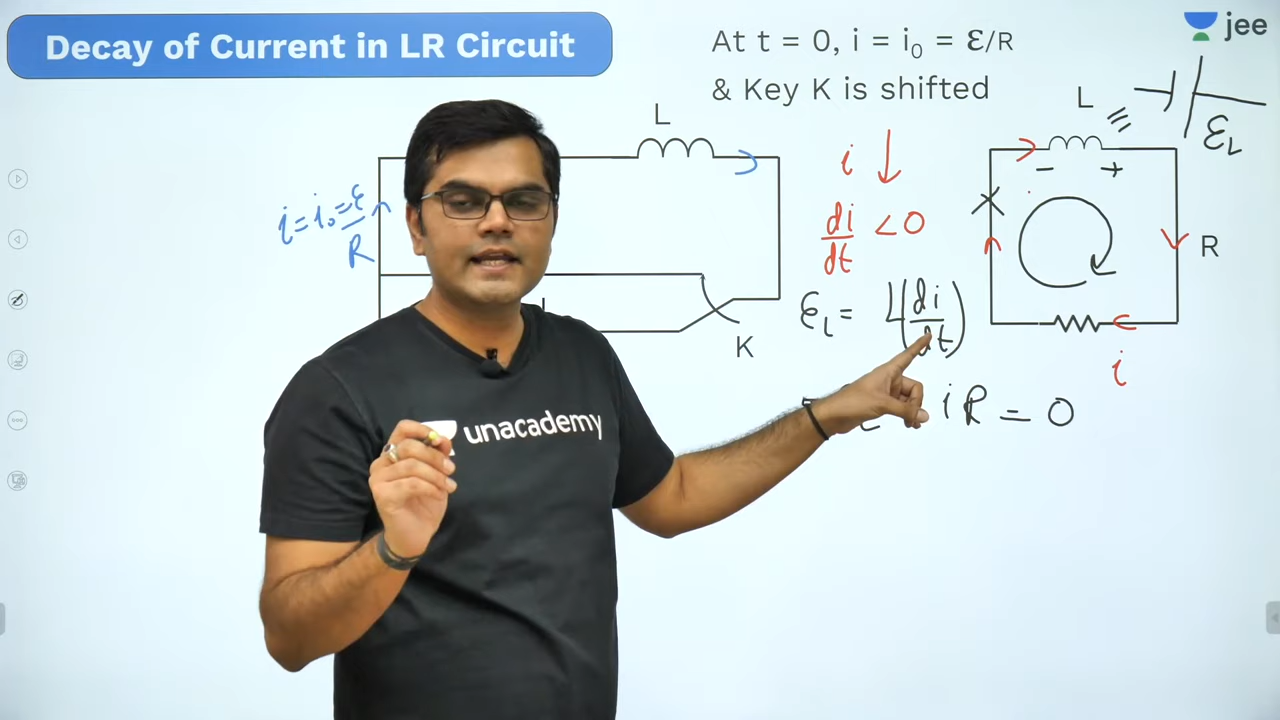 Decay of Current in LR Circuit
At t = 0, i = i₀ = ε/R
& Key K is shifted
jee
L
i = i₀ = ε/R
K
i ↓
di/dt < 0
ε_L = L(di/dt)
i R = 0
L
ε_L
- +
R
i
unacademy